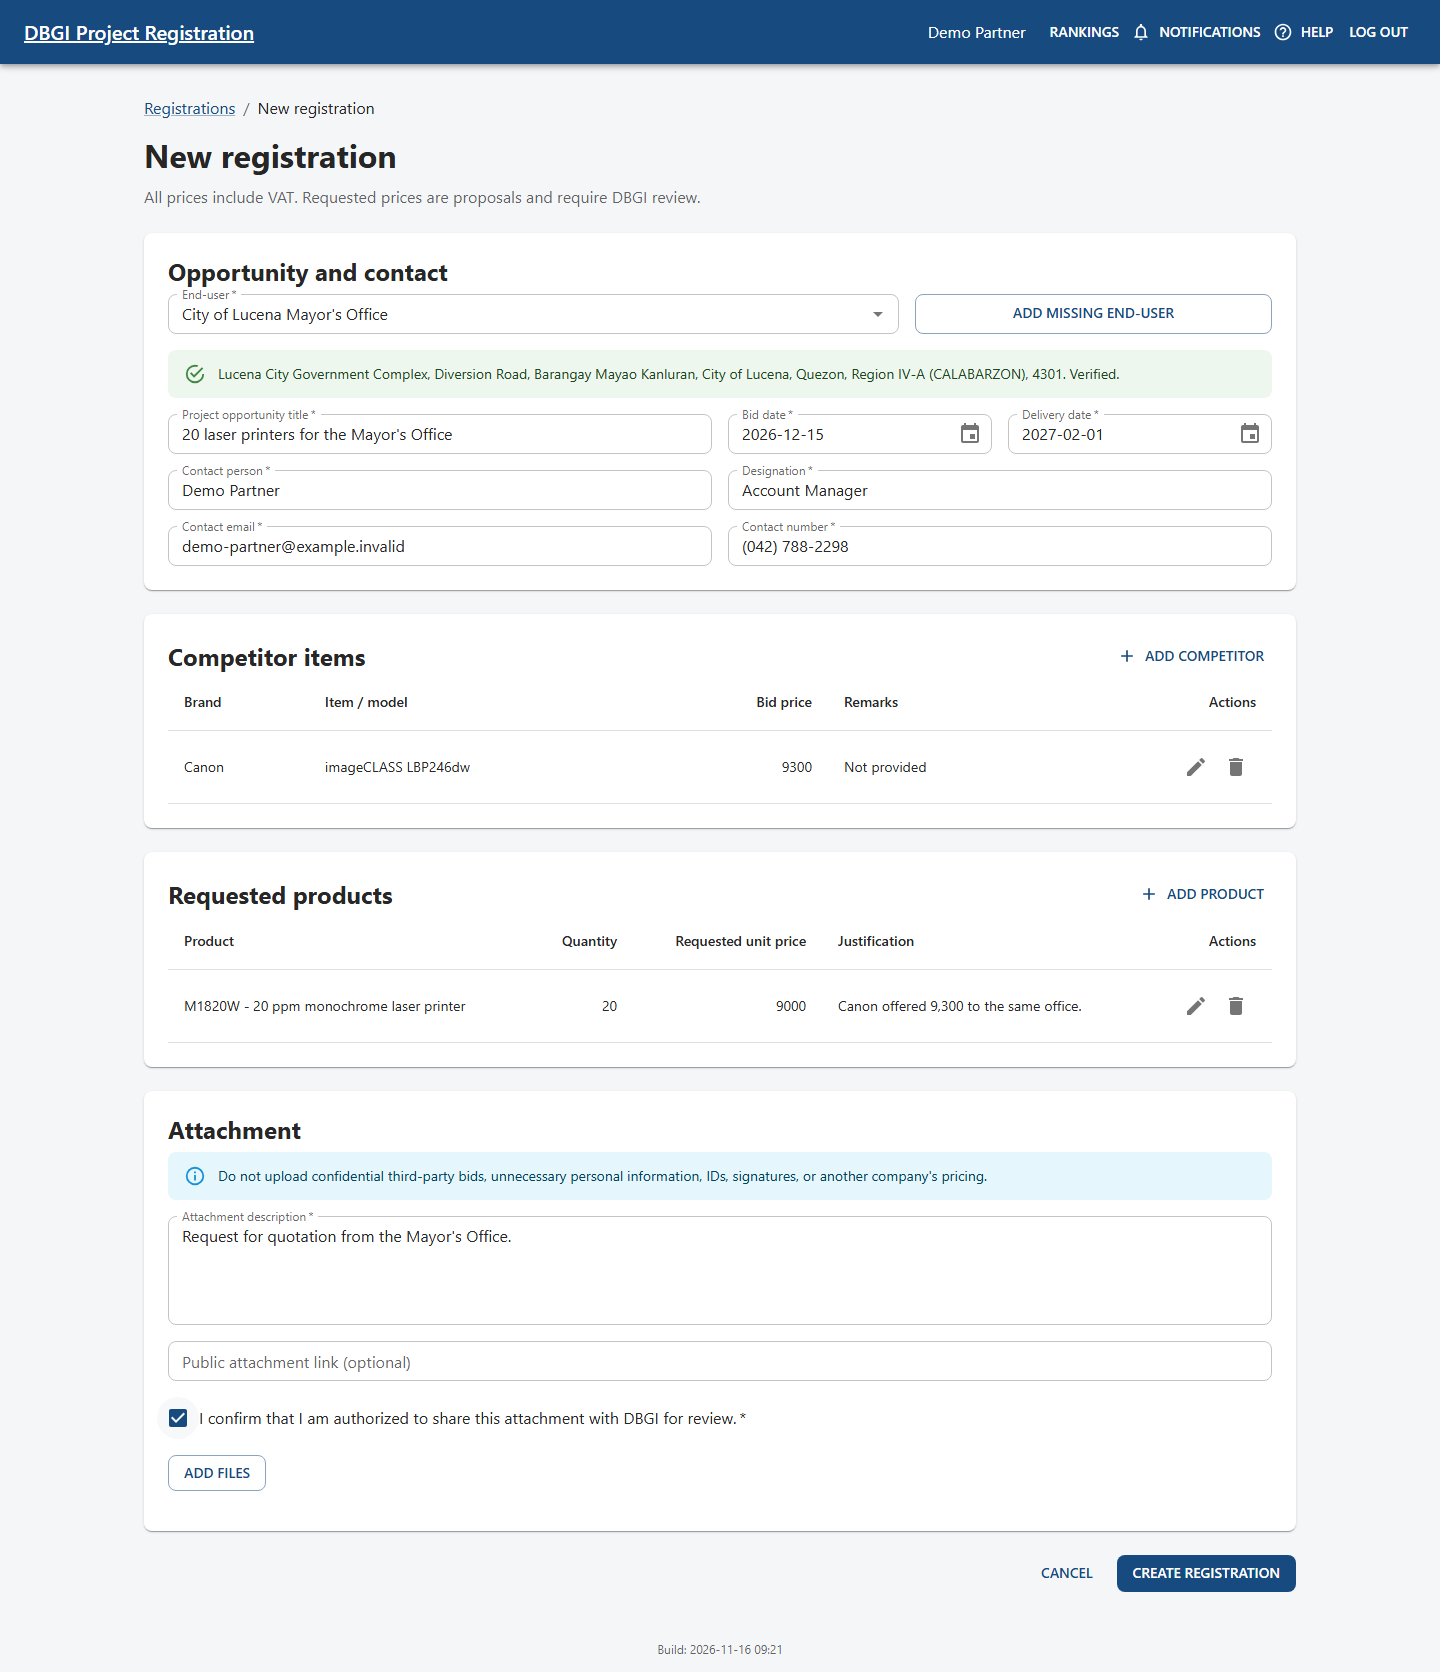 DBGI Project Registration
Demo Partner RANKINGS NOTIFICATIONS HELP LOG OUT
Registrations / New registration
New registration
All prices include VAT. Requested prices are proposals and require DBGI review.
Opportunity and contact
End-user *
City of Lucena Mayor's Office
ADD MISSING END-USER
Lucena City Government Complex, Diversion Road, Barangay Mayao Kanluran, City of Lucena, Quezon, Region IV-A (CALABARZON), 4301. Verified.
Project opportunity title * Bid date * Delivery date *
20 laser printers for the Mayor's Office 2026-12-15 2027-02-01
Contact person * Designation *
Demo Partner Account Manager
Contact email * Contact number *
demo-partner@example.invalid (042) 788-2298
Competitor items ADD COMPETITOR
Brand Item / model Bid price Remarks Actions
Canon imageCLASS LBP246dw 9300 Not provided
Requested products ADD PRODUCT
Product Quantity Requested unit price Justification Actions
M1820W - 20 ppm monochrome laser printer 20 9000 Canon offered 9,300 to the same office.
Attachment
Do not upload confidential third-party bids, unnecessary personal information, IDs, signatures, or another company's pricing.
Attachment description *
Request for quotation from the Mayor's Office.
Public attachment link (optional)
I confirm that I am authorized to share this attachment with DBGI for review. *
ADD FILES
CANCEL CREATE REGISTRATION
Build: 2026-11-16 09:21